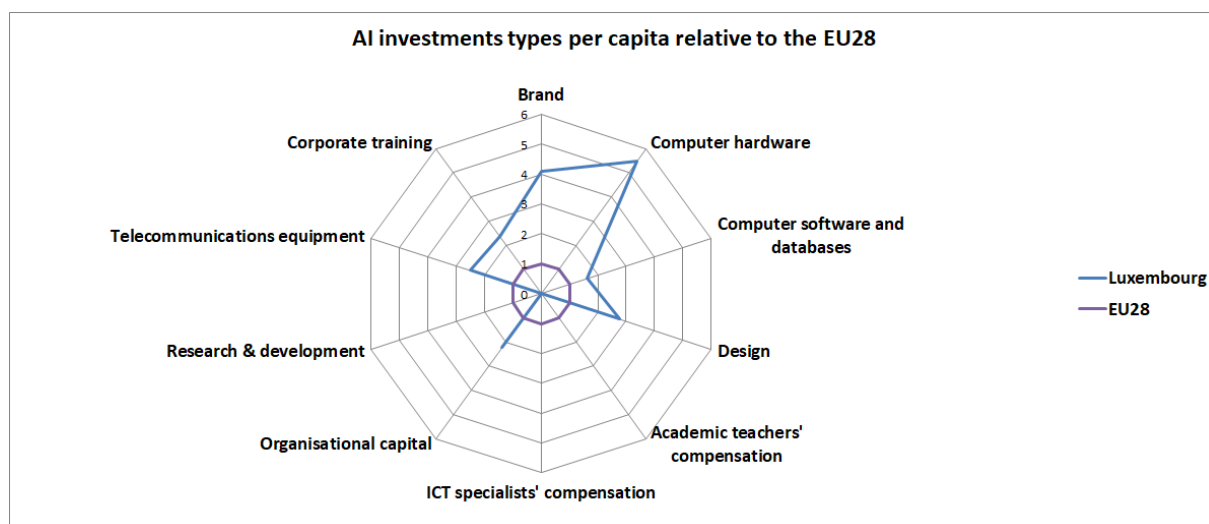 AI investments types per capita relative to the EU28
Brand
6
5
4
3
2
1
0
Computer hardware
Computer software and
databases
Design
Academic teachers'
compensation
ICT specialists' compensation
Organisational capital
Research & development
Telecommunications equipment
Corporate training
Luxembourg
EU28